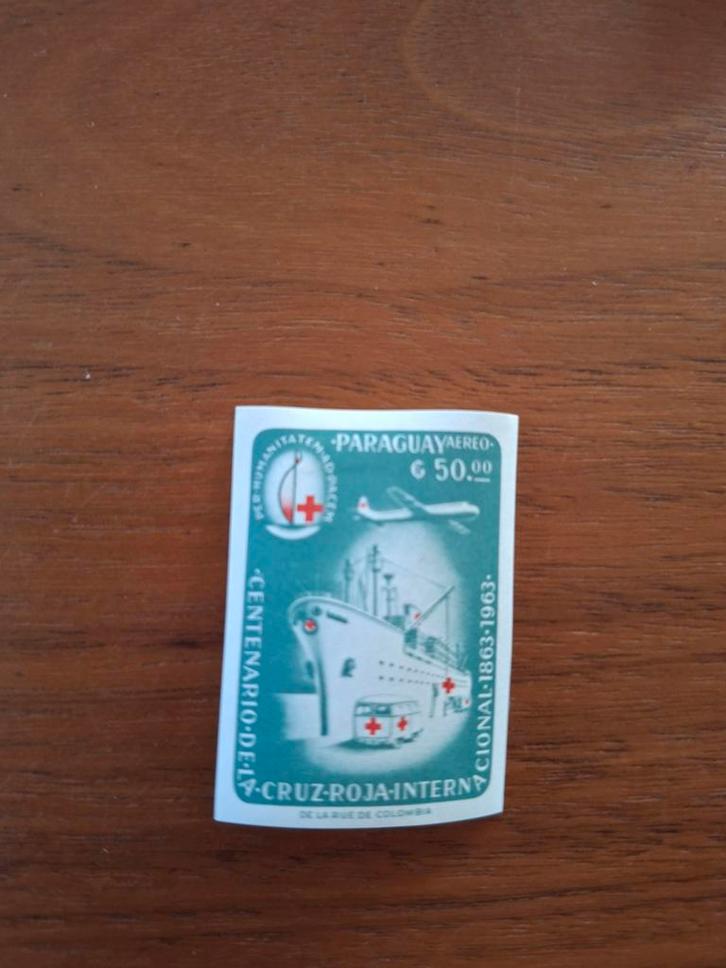 ·PARAGUAY AEREO·
₲ 50.00
PER·HUMANITATEM·AD·PACEM
·CENTENARIO·DE·LA·CRUZ·ROJA·INTERNACIONAL·1863·1963·
DE LA RUE DE COLOMBIA